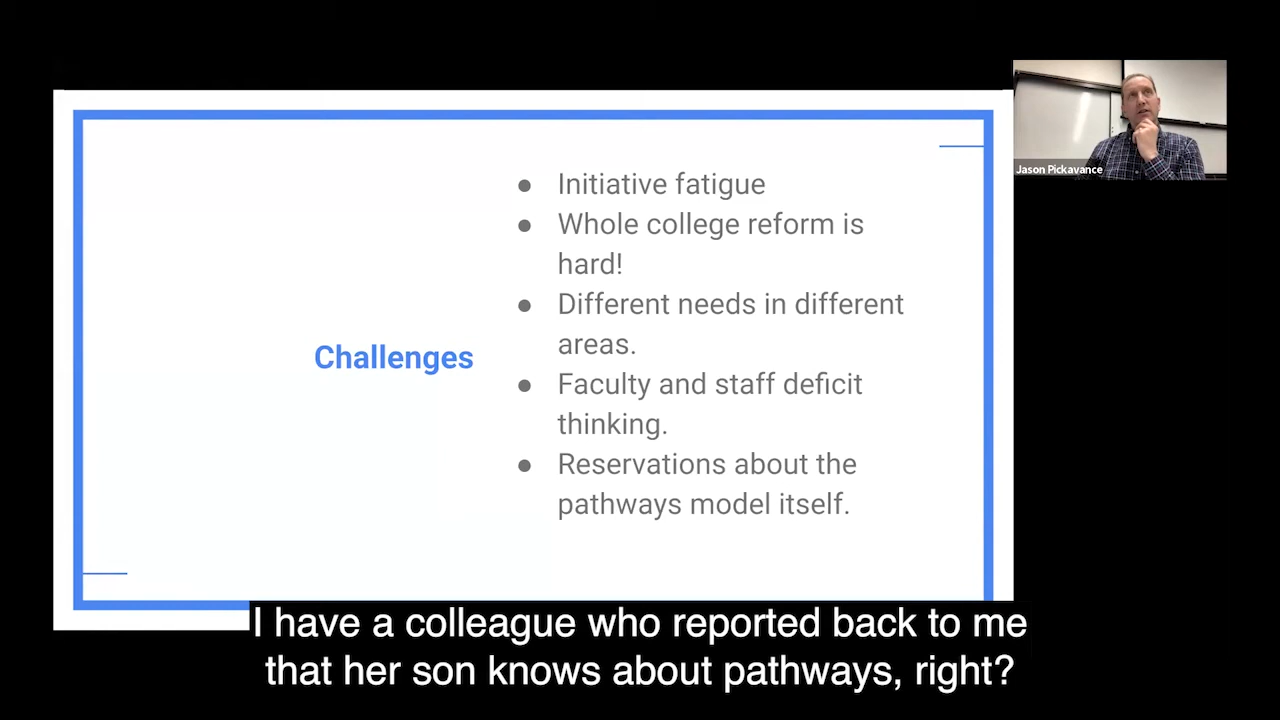 Jason Pickavance
Challenges
● Initiative fatigue
● Whole college reform is
hard!
● Different needs in different
areas.
● Faculty and staff deficit
thinking.
● Reservations about the
pathways model itself.
I have a colleague who reported back to me
that her son knows about pathways, right?